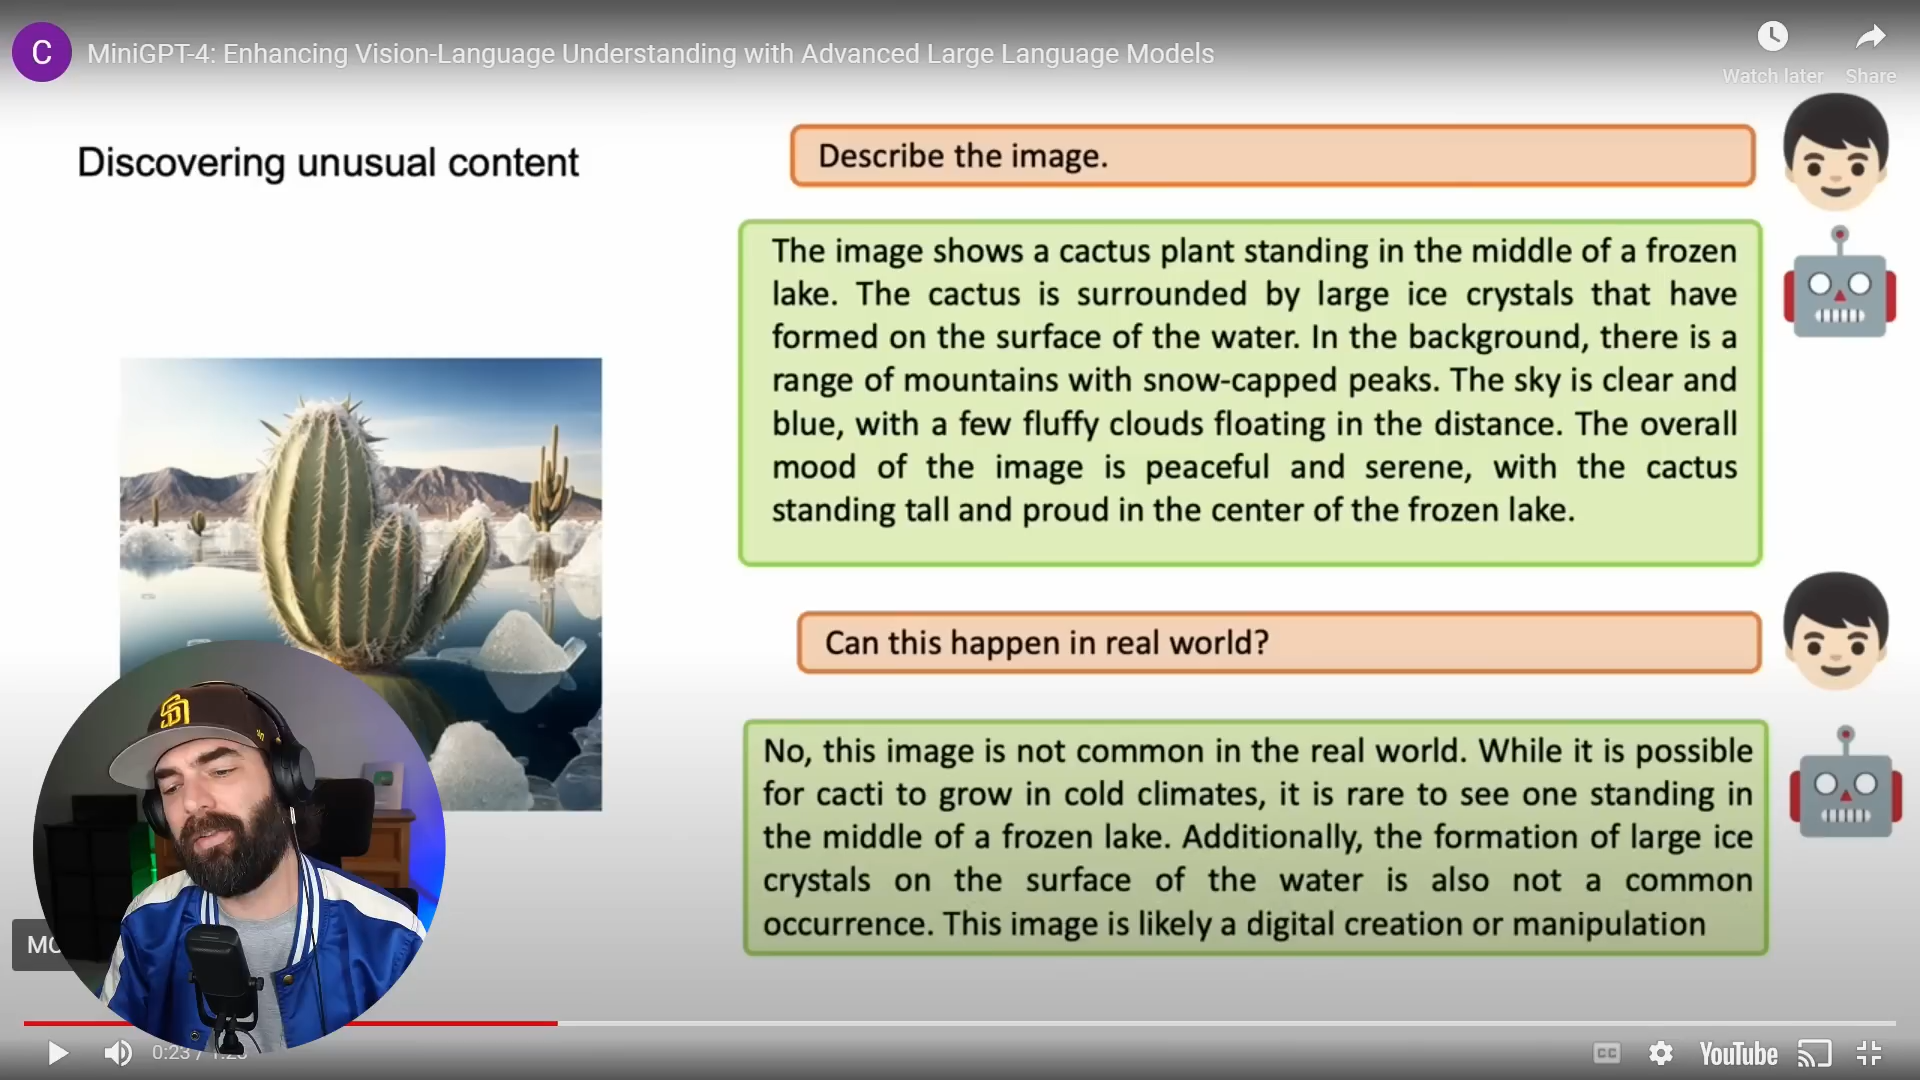 C
MiniGPT-4: Enhancing Vision-Language Understanding with Advanced Large Language Models
Watch later
Share
Discovering unusual content
Describe the image.
The image shows a cactus plant standing in the middle of a frozen
lake. The cactus is surrounded by large ice crystals that have
formed on the surface of the water. In the background, there is a
range of mountains with snow-capped peaks. The sky is clear and
blue, with a few fluffy clouds floating in the distance. The overall
mood of the image is peaceful and serene, with the cactus
standing tall and proud in the center of the frozen lake.
Can this happen in real world?
No, this image is not common in the real world. While it is possible
for cacti to grow in cold climates, it is rare to see one standing in
the middle of a frozen lake. Additionally, the formation of large ice
crystals on the surface of the water is also not a common
occurrence. This image is likely a digital creation or manipulation
SD
0:23 /
CC
YouTube